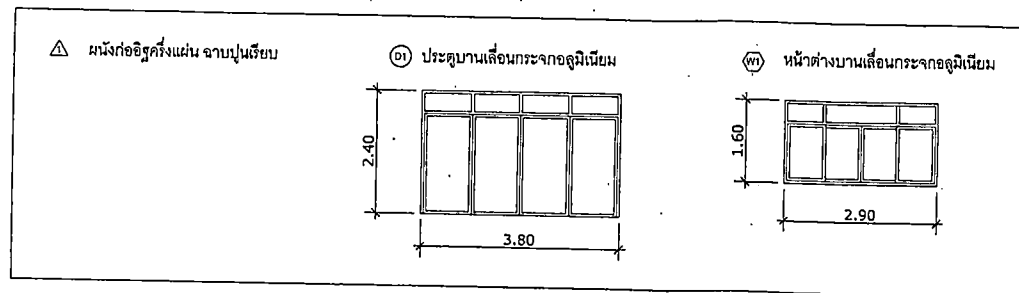 1 ผนังก่ออิฐครึ่งแผ่น ฉาบปูนเรียบ
D1 ประตูบานเลื่อนกระจกอลูมิเนียม
2.40
3.80
W1 หน้าต่างบานเลื่อนกระจกอลูมิเนียม
1.60
2.90